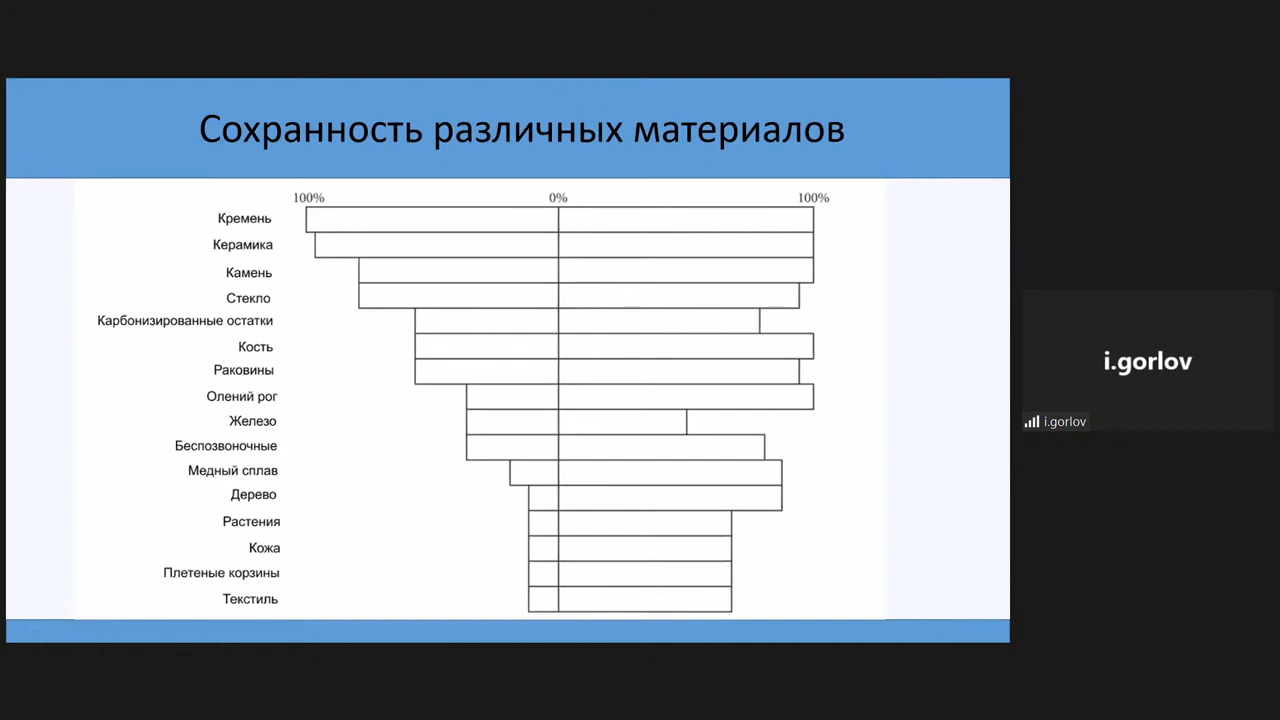 Сохранность различных материалов
100% 0% 100%
Кремень
Керамика
Камень
Стекло
Карбонизированные остатки
Кость
Раковины
Олений рог
Железо
Беспозвоночные
Медный сплав
Дерево
Растения
Кожа
Плетеные корзины
Текстиль
i.gorlov
i.gorlov